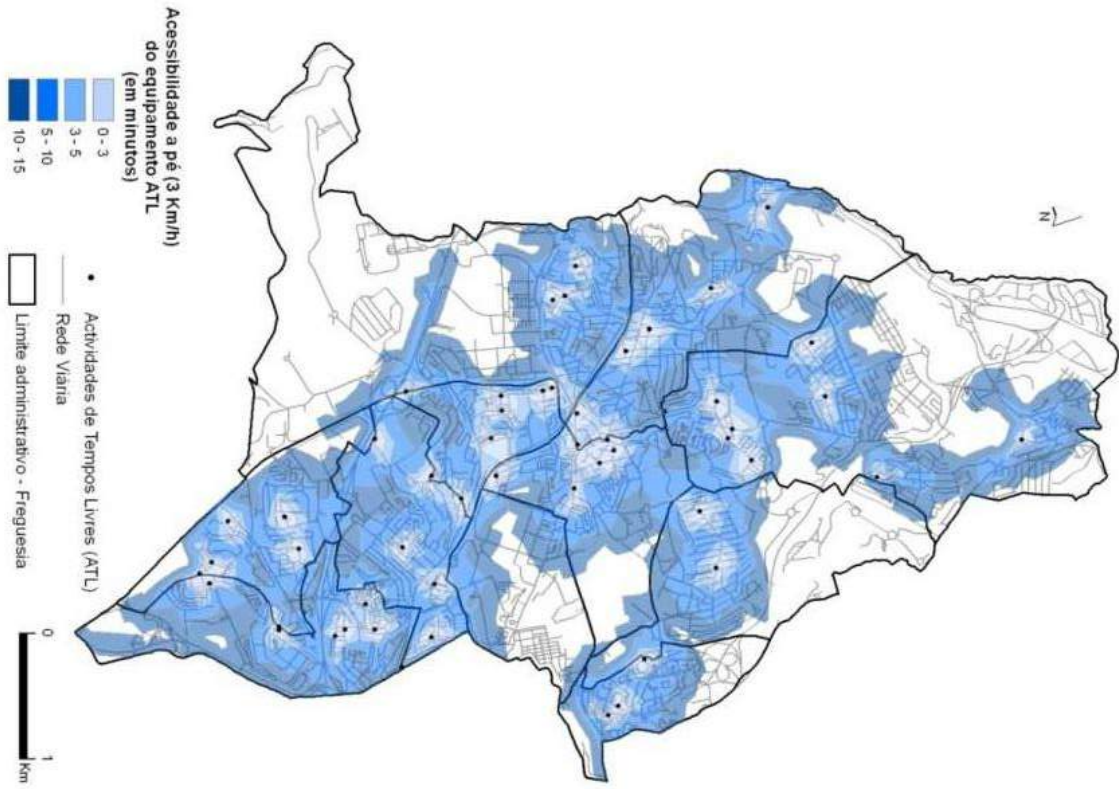 N
Acessibilidade a pé (3 Km/h)
do equipamento ATL
(em minutos)
0 - 3
3 - 5
5 - 10
10 - 15
Actividades de Tempos Livres (ATL)
Rede Viária
Limite administrativo - Freguesia
0
1
Km